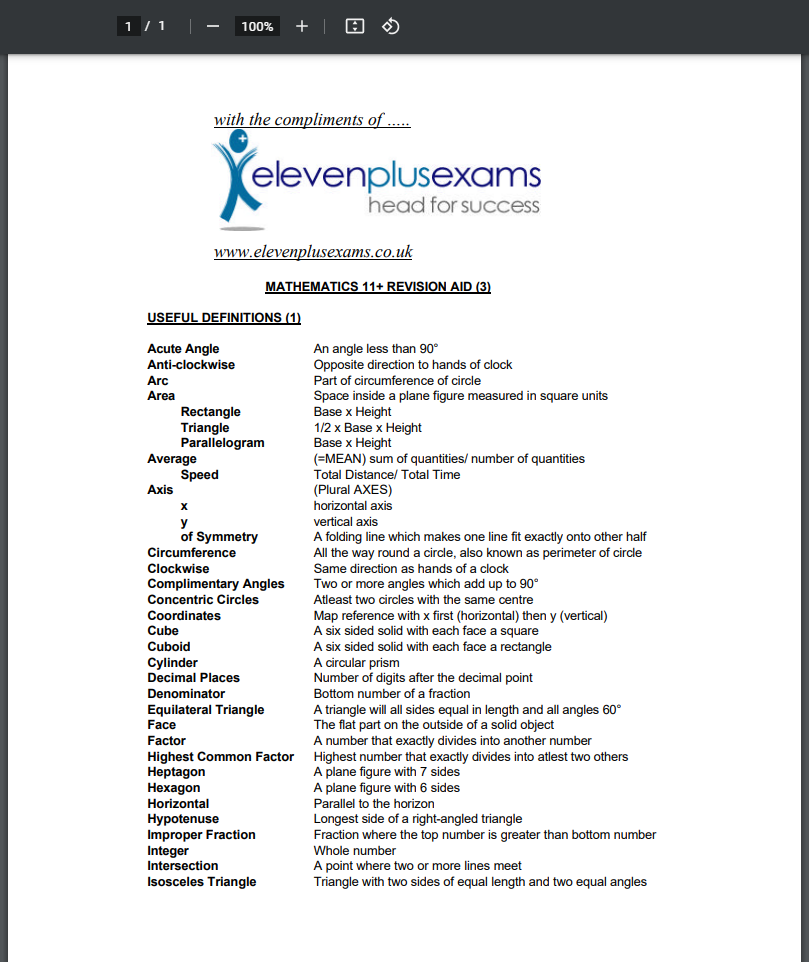 1 / 1 100%
with the compliments of .....
elevenplusexams
head for success
www.elevenplusexams.co.uk
MATHEMATICS 11+ REVISION AID (3)
USEFUL DEFINITIONS (1)
Acute Angle An angle less than 90°
Anti-clockwise Opposite direction to hands of clock
Arc Part of circumference of circle
Area Space inside a plane figure measured in square units
Rectangle Base x Height
Triangle 1/2 x Base x Height
Parallelogram Base x Height
Average (=MEAN) sum of quantities/ number of quantities
Speed Total Distance/ Total Time
Axis (Plural AXES)
x horizontal axis
y vertical axis
of Symmetry A folding line which makes one line fit exactly onto other half
Circumference All the way round a circle, also known as perimeter of circle
Clockwise Same direction as hands of a clock
Complimentary Angles Two or more angles which add up to 90°
Concentric Circles Atleast two circles with the same centre
Coordinates Map reference with x first (horizontal) then y (vertical)
Cube A six sided solid with each face a square
Cuboid A six sided solid with each face a rectangle
Cylinder A circular prism
Decimal Places Number of digits after the decimal point
Denominator Bottom number of a fraction
Equilateral Triangle A triangle will all sides equal in length and all angles 60°
Face The flat part on the outside of a solid object
Factor A number that exactly divides into another number
Highest Common Factor Highest number that exactly divides into atlest two others
Heptagon A plane figure with 7 sides
Hexagon A plane figure with 6 sides
Horizontal Parallel to the horizon
Hypotenuse Longest side of a right-angled triangle
Improper Fraction Fraction where the top number is greater than bottom number
Integer Whole number
Intersection A point where two or more lines meet
Isosceles Triangle Triangle with two sides of equal length and two equal angles